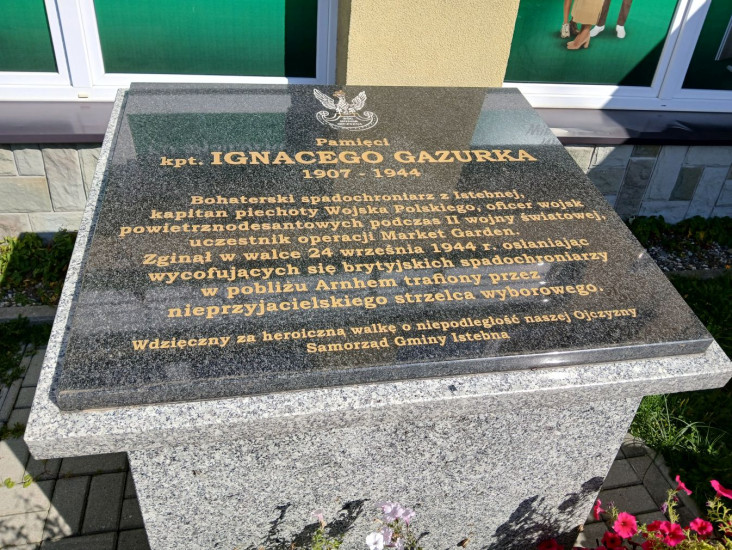 Pamięci
kpt. IGNACEGO GAZURKA
1907 - 1944
Bohaterski spadochroniarz z Istebnej,
kapitan piechoty Wojska Polskiego, oficer wojsk
powietrznodesantowych podczas II wojny światowej,
uczestnik operacji Market Garden.
Zginął w walce 24 września 1944 r. osłaniając
wycofujących się brytyjskich spadochroniarzy
w pobliżu Arnhem trafiony przez
nieprzyjacielskiego strzelca wyborowego.
Wdzięczny za heroiczną walkę o niepodległość naszej Ojczyzny
Samorząd Gminy Istebna